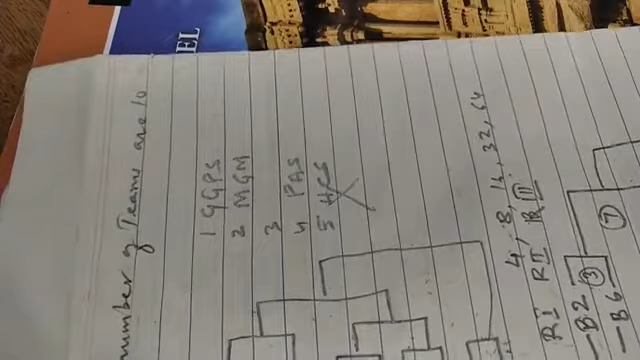 EL
number of Teams are 10
1 GGPS
2 MGM
3
4 PAS
5 HCS
4, 8, 16, 32, 64
R I R II R III
7
-B2 3
-B6